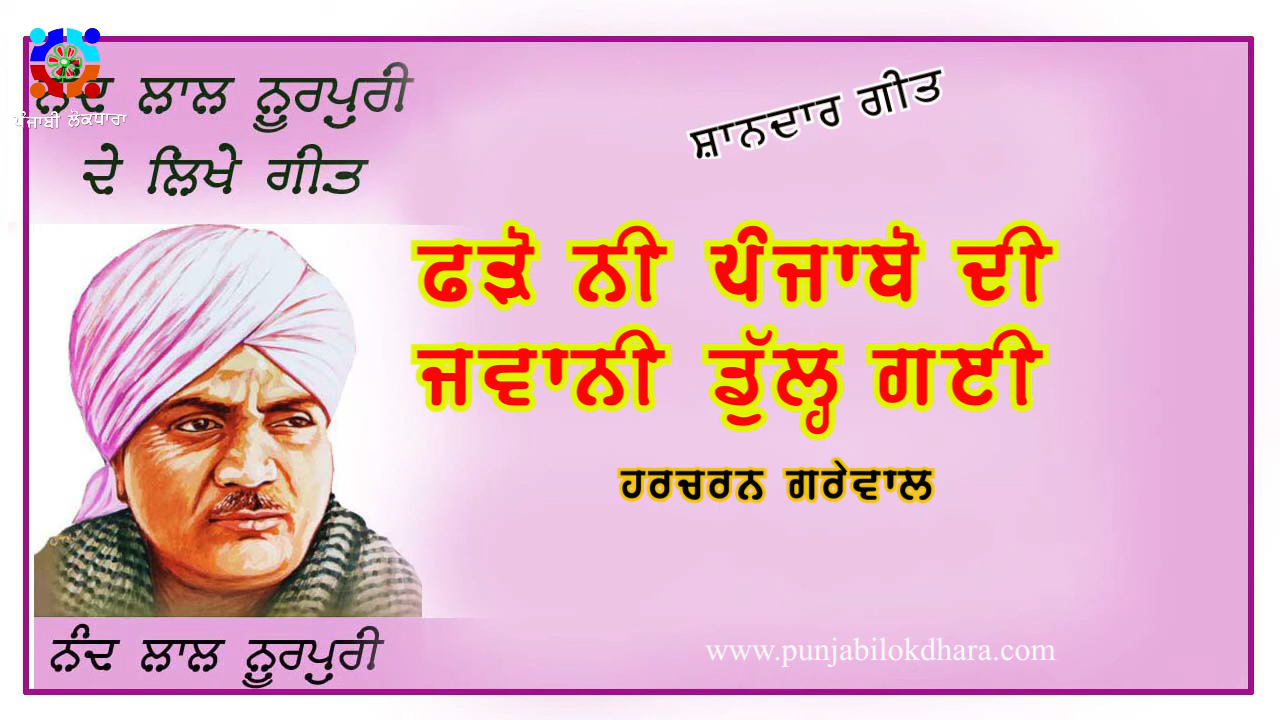 ਨੰਦ ਲਾਲ ਨੂਰਪੁਰੀ
ਪੰਜਾਬੀ ਲੋਕਧਾਰਾ
ਦੇ ਲਿਖੇ ਗੀਤ
ਸ਼ਾਨਦਾਰ ਗੀਤ
ਫੜੋ ਨੀ ਪੰਜਾਬੋ ਦੀ
ਜਵਾਨੀ ਡੁੱਲ੍ਹ ਗਈ
ਹਰਚਰਨ ਗਰੇਵਾਲ
ਨੰਦ ਲਾਲ ਨੂਰਪੁਰੀ
www.punjabilokdhara.com